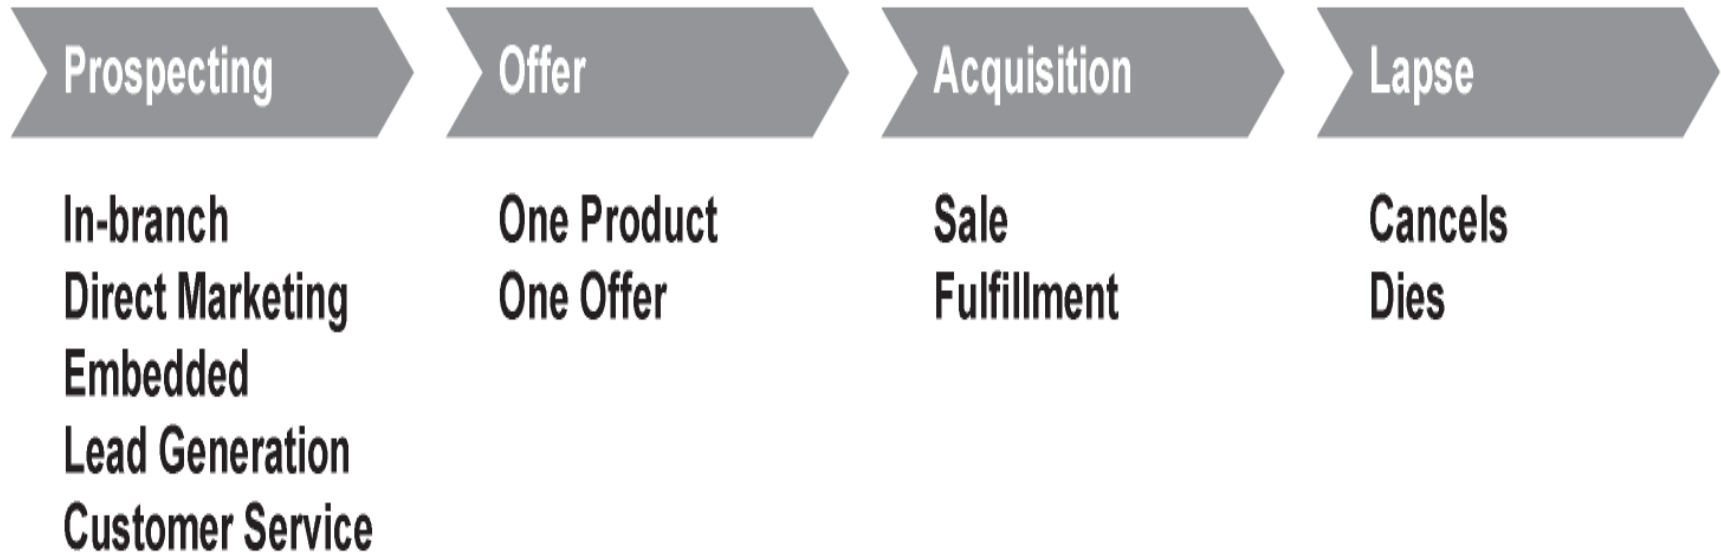 Prospecting
In-branch
Direct Marketing
Embedded
Lead Generation
Customer Service
Offer
One Product
One Offer
Acquisition
Sale
Fulfillment
Lapse
Cancels
Dies